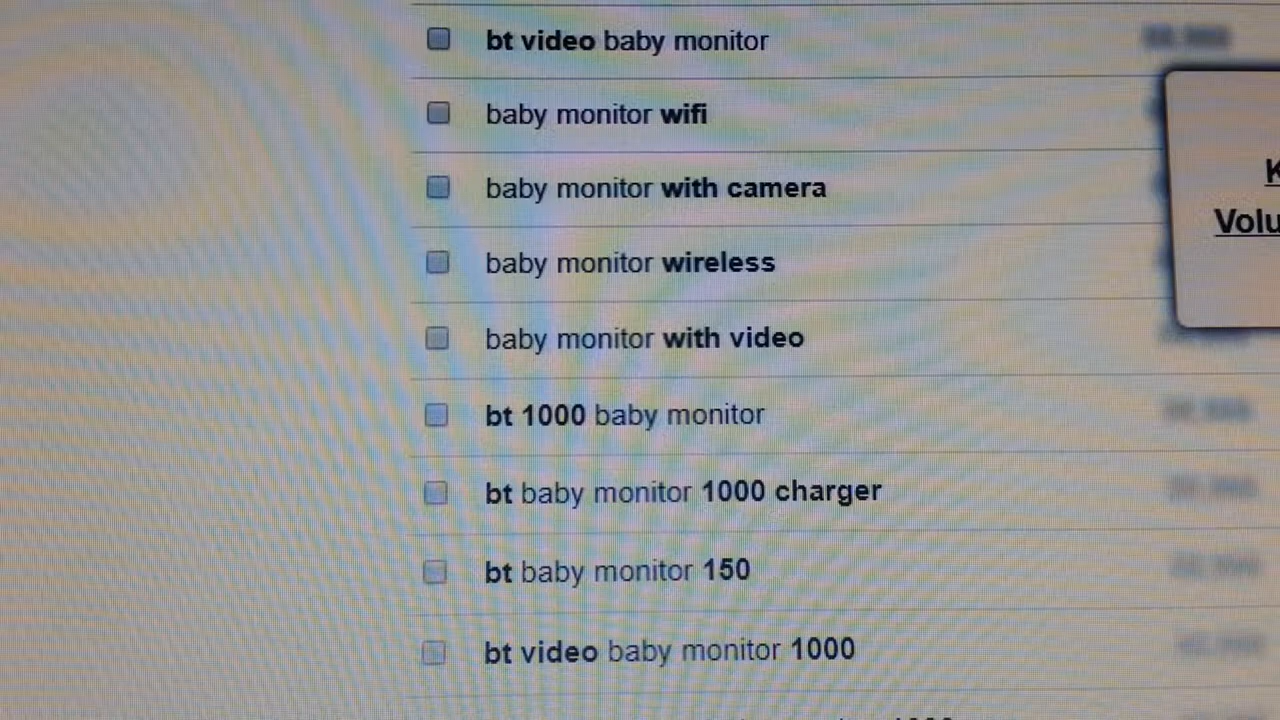 bt video baby monitor
baby monitor wifi
baby monitor with camera
baby monitor wireless
Volu
baby monitor with video
bt 1000 baby monitor
bt baby monitor 1000 charger
bt baby monitor 150
bt video baby monitor 1000